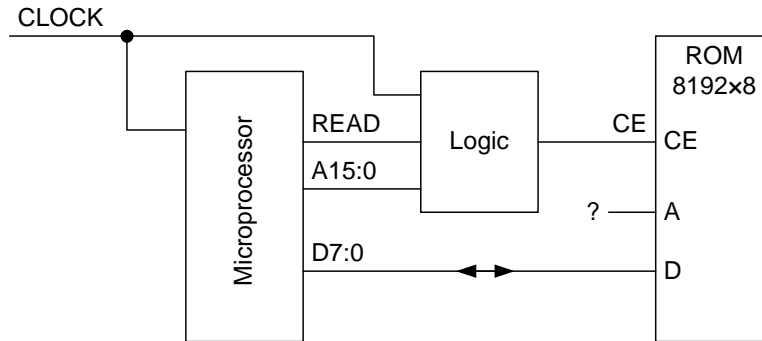 CLOCK
ROM
8192×8
READ
Logic
CE
CE
A15:0
Microprocessor
?
A
D7:0
D